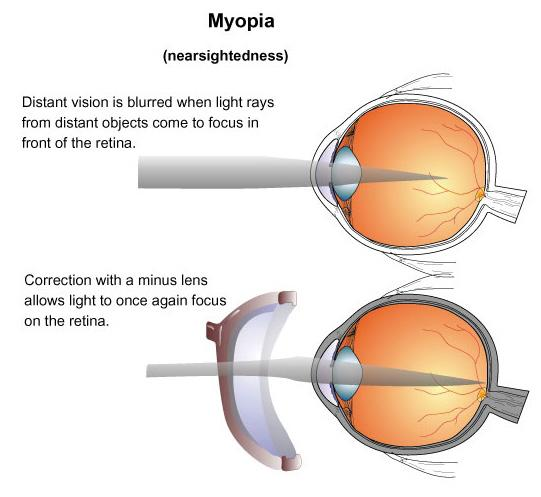 Myopia
(nearsightedness)
Distant vision is blurred when light rays
from distant objects come to focus in
front of the retina.
Correction with a minus lens
allows light to once again focus
on the retina.